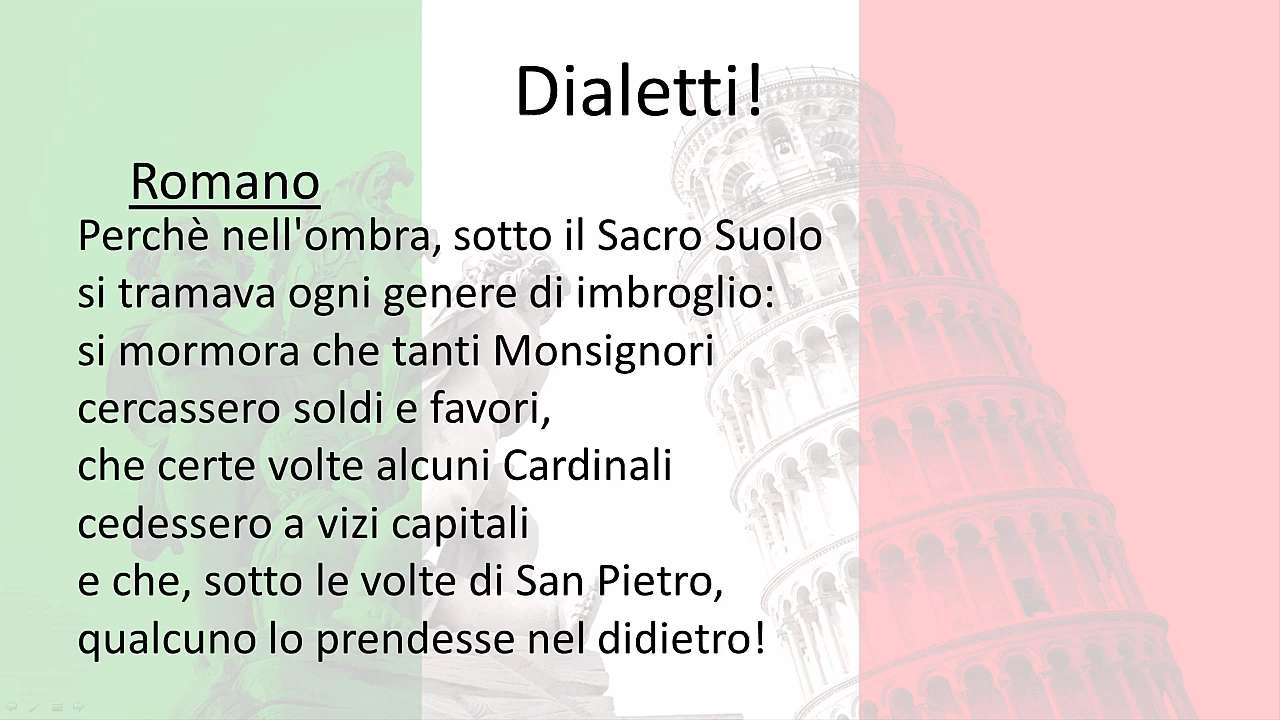 Dialetti!
Romano
Perchè nell'ombra, sotto il Sacro Suolo
si tramava ogni genere di imbroglio:
si mormora che tanti Monsignori
cercassero soldi e favori,
che certe volte alcuni Cardinali
cedessero a vizi capitali
e che, sotto le volte di San Pietro,
qualcuno lo prendesse nel didietro!